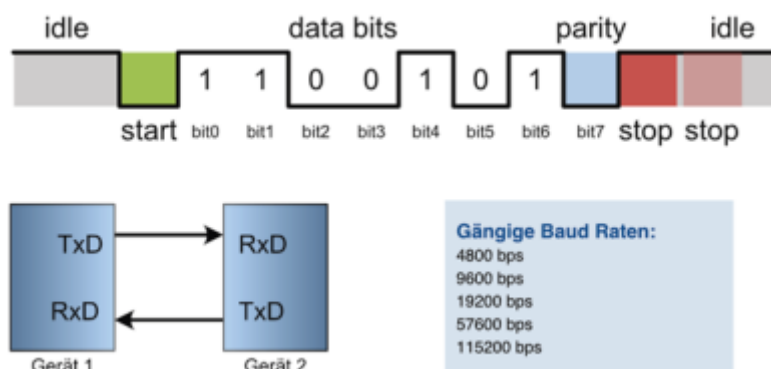 idle data bits parity idle
1 1 0 0 1 0 1
start bit0 bit1 bit2 bit3 bit4 bit5 bit6 bit7 stop stop
TxD RxD
RxD TxD
Gerät 1 Gerät 2
Gängige Baud Raten:
4800 bps
9600 bps
19200 bps
57600 bps
115200 bps